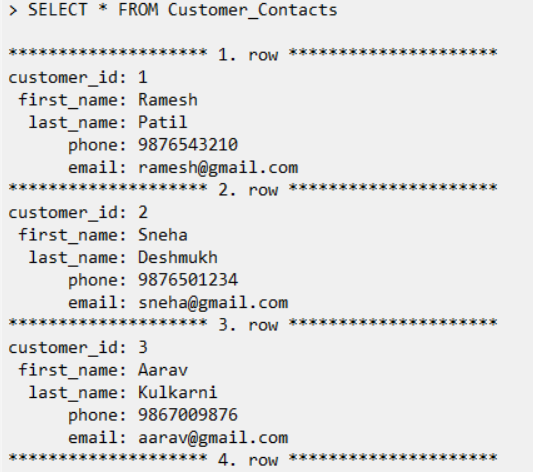 > SELECT * FROM Customer_Contacts
******************** 1. row *********************
customer_id: 1
first_name: Ramesh
last_name: Patil
phone: 9876543210
email: ramesh@gmail.com
******************** 2. row *********************
customer_id: 2
first_name: Sneha
last_name: Deshmukh
phone: 9876501234
email: sneha@gmail.com
******************** 3. row *********************
customer_id: 3
first_name: Aarav
last_name: Kulkarni
phone: 9867009876
email: aarav@gmail.com
******************** 4. row *********************